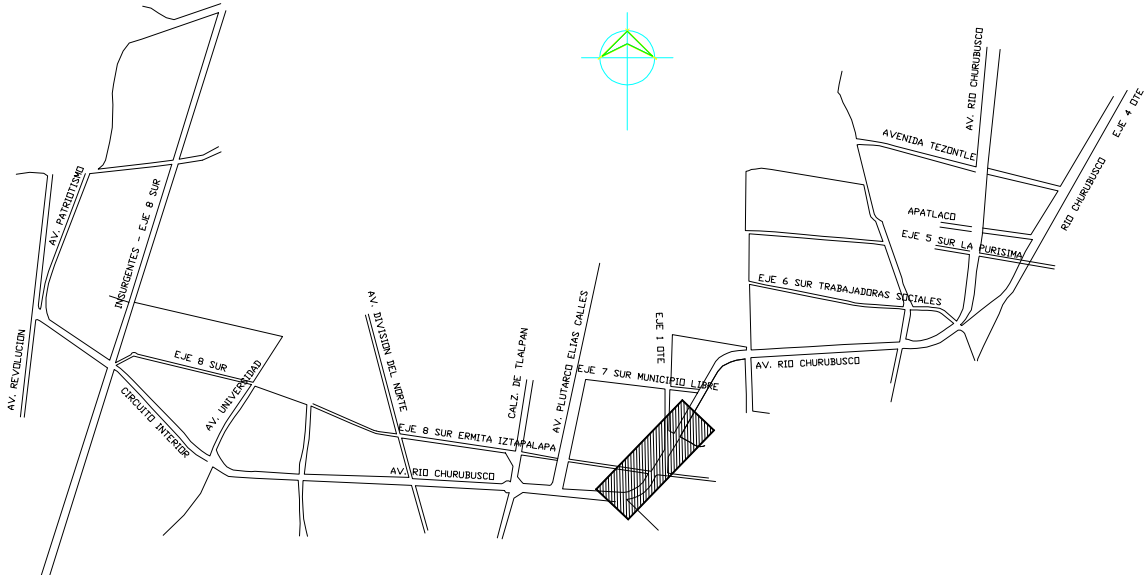 AV. RIO CHURUBUSCO
EJE 4 OTE
AVENIDA TEZONTLE
RIO CHURUBUSCO
AV. PATRIOTISMO
INSURGENTES - EJE 8 SUR
APATLACO
EJE 5 SUR LA PURISIMA
EJE 6 SUR TRABAJADORAS SOCIALES
AV. REVOLUCION
AV. DIVISION DEL NORTE
AV. PLUTARCO ELIAS CALLES
EJE 1 OTE
CALZ. DE TLALPAN
EJE 8 SUR
AV. UNIVERSIDAD
AV. RIO CHURUBUSCO
EJE 7 SUR MUNICIPIO LIBRE
CIRCUITO INTERIOR
EJE 8 SUR ERMITA IZTAPALAPA
AV. RIO CHURUBUSCO